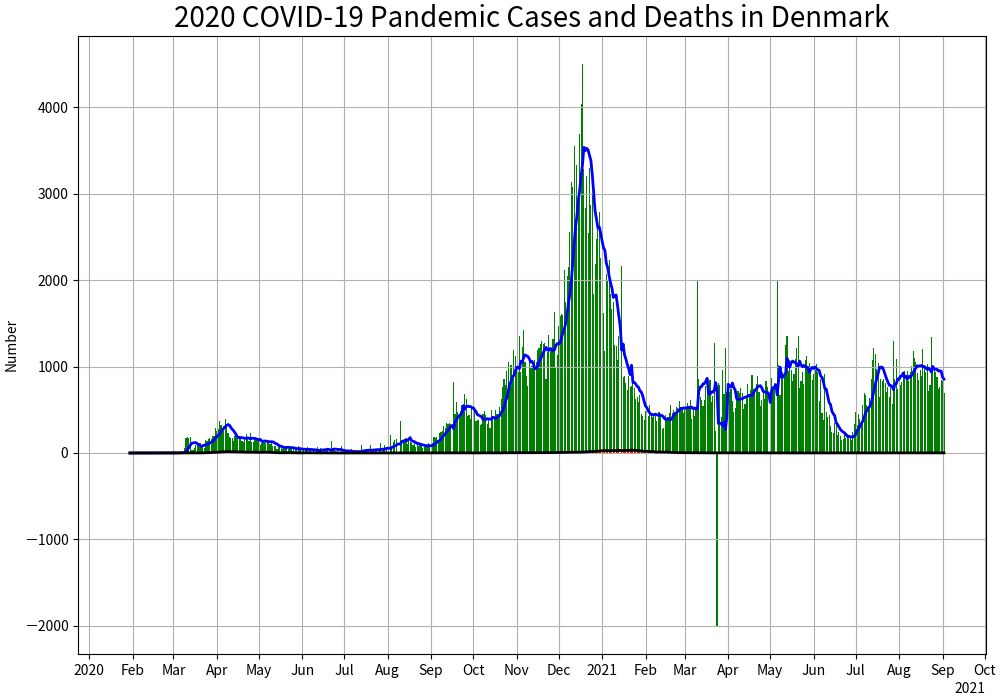 2020 COVID-19 Pandemic Cases and Deaths in Denmark
Number
4000
3000
2000
1000
0
−1000
−2000
2020 Feb Mar Apr May Jun Jul Aug Sep Oct Nov Dec 2021 Feb Mar Apr May Jun Jul Aug Sep Oct
2021